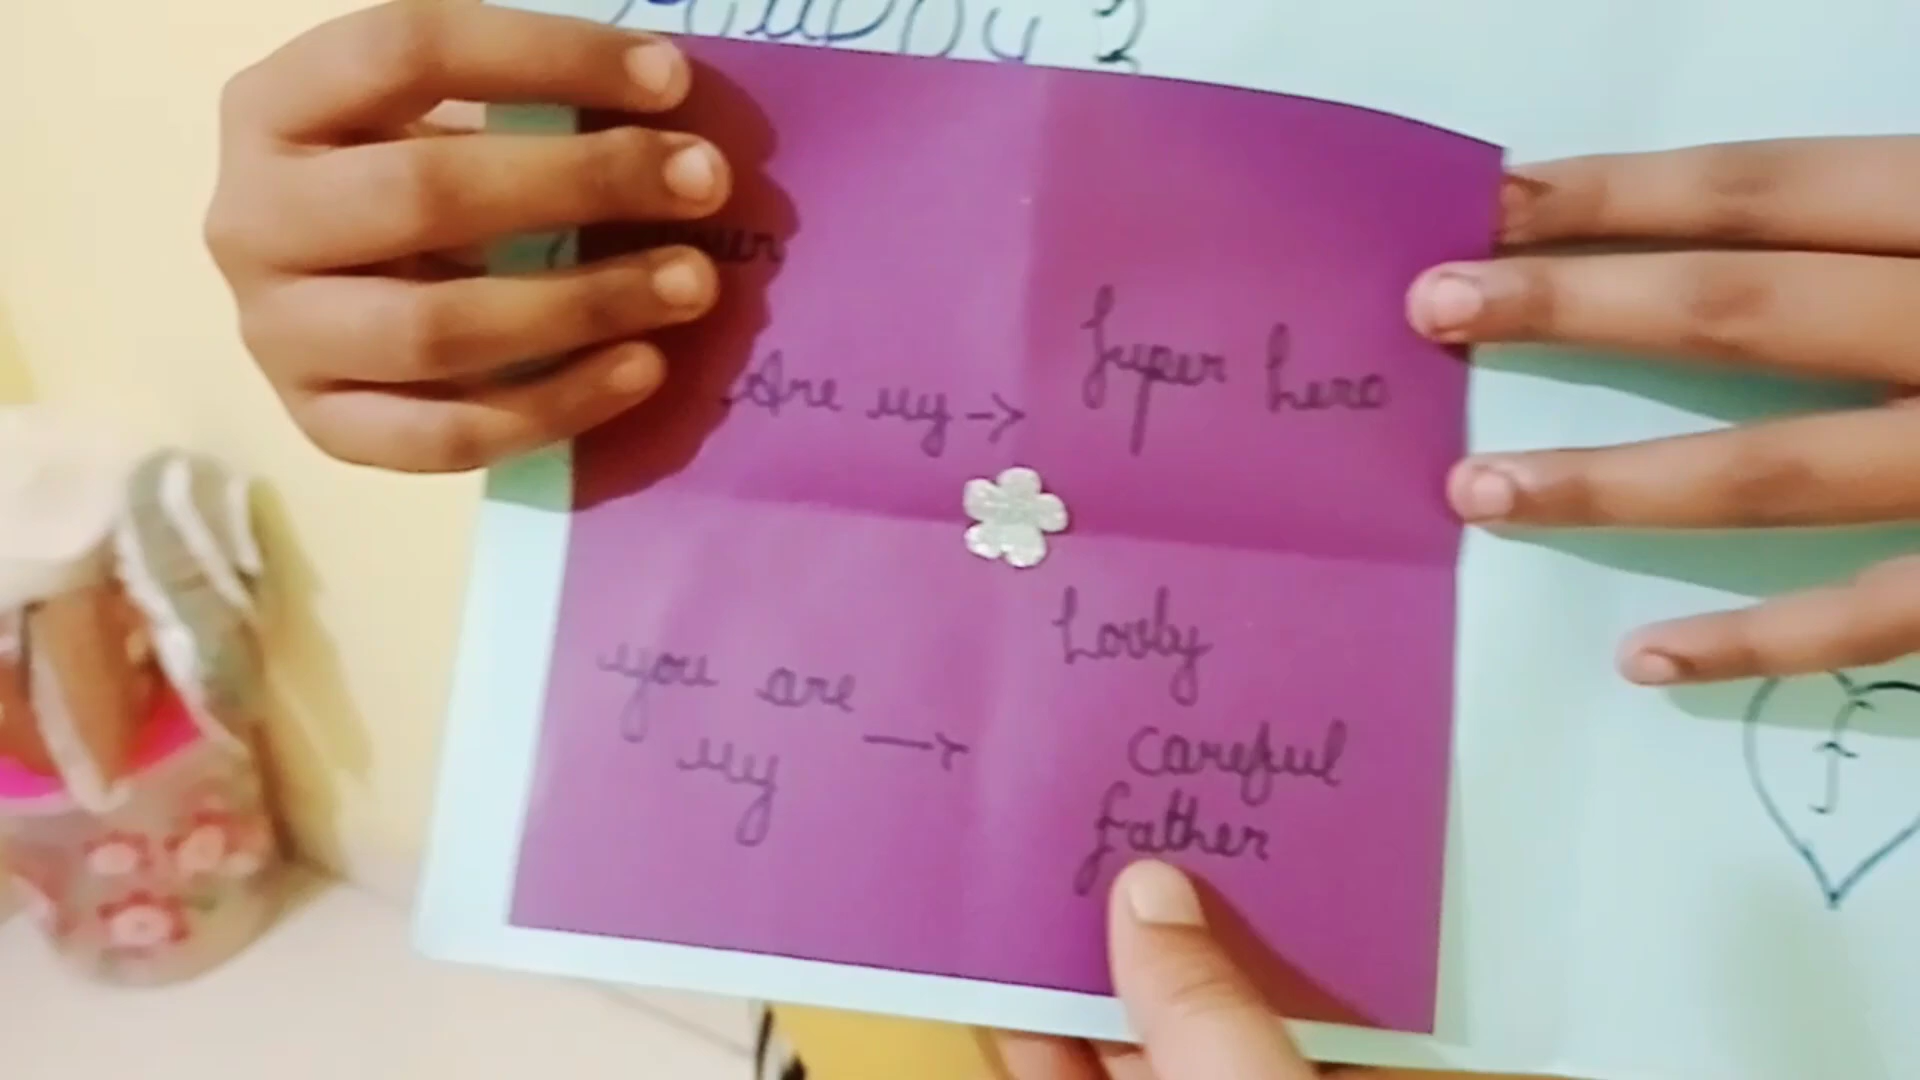 Are my ->
Super hero
you are
my ->
Lovly
careful
father
f